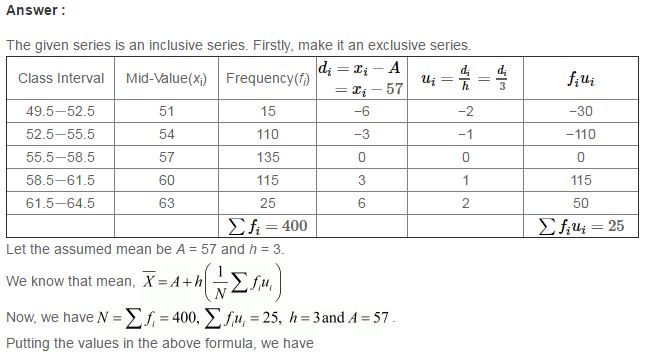 Answer :
The given series is an inclusive series. Firstly, make it an exclusive series.
Class Interval Mid-Value(xᵢ) Frequency(fᵢ) dᵢ = xᵢ − A = xᵢ − 57 uᵢ = dᵢ/h = dᵢ/3 fᵢuᵢ
49.5—52.5 51 15 −6 −2 −30
52.5—55.5 54 110 −3 −1 −110
55.5—58.5 57 135 0 0 0
58.5—61.5 60 115 3 1 115
61.5—64.5 63 25 6 2 50
∑ fᵢ = 400 ∑ fᵢuᵢ = 25
Let the assumed mean be A = 57 and h = 3.
We know that mean, X̅ = A + h(1/N ∑ fᵢuᵢ)
Now, we have N = ∑ fᵢ = 400, ∑ fᵢuᵢ = 25, h = 3 and A = 57 .
Putting the values in the above formula, we have